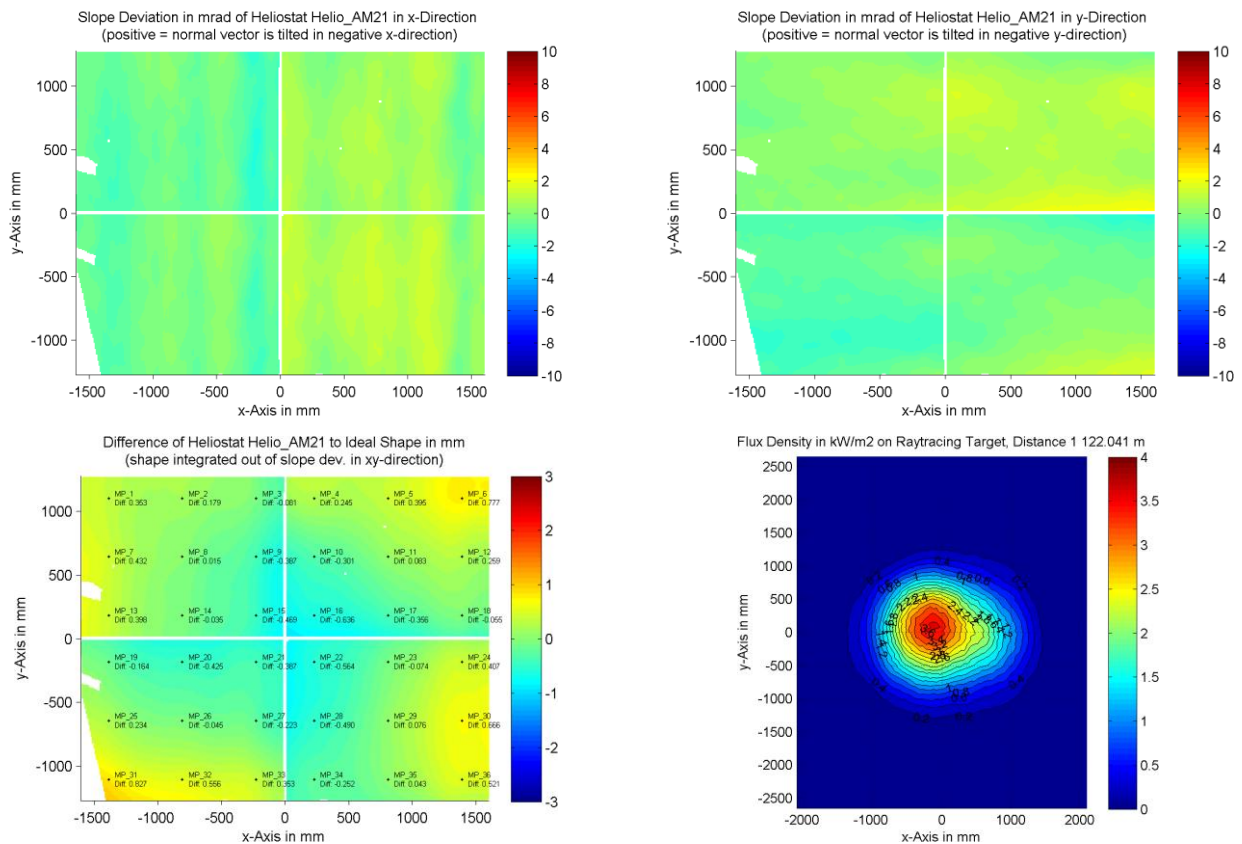 Slope Deviation in mrad of Heliostat Helio_AM21 in x-Direction
(positive = normal vector is tilted in negative x-direction)
y-Axis in mm
1000
500
0
-500
-1000
-1500
-1000
-500
0
500
1000
1500
x-Axis in mm
10
8
6
4
2
0
-2
-4
-6
-8
-10
Slope Deviation in mrad of Heliostat Helio_AM21 in y-Direction
(positive = normal vector is tilted in negative y-direction)
y-Axis in mm
1000
500
0
-500
-1000
-1500
-1000
-500
0
500
1000
1500
x-Axis in mm
10
8
6
4
2
0
-2
-4
-6
-8
-10
Difference of Heliostat Helio_AM21 to Ideal Shape in mm
(shape integrated out of slope dev. in xy-direction)
y-Axis in mm
1000
500
0
-500
-1000
MP_1
Diff. 0.353
MP_2
Diff. 0.179
MP_3
Diff. -0.081
MP_4
Diff. 0.245
MP_5
Diff. 0.395
MP_6
Diff. 0.777
MP_7
Diff. 0.432
MP_8
Diff. 0.015
MP_9
Diff. -0.387
MP_10
Diff. -0.301
MP_11
Diff. 0.083
MP_12
Diff. 0.259
MP_13
Diff. 0.398
MP_14
Diff. -0.035
MP_15
Diff. -0.469
MP_16
Diff. -0.636
MP_17
Diff. -0.356
MP_18
Diff. -0.055
MP_19
Diff. -0.164
MP_20
Diff. -0.425
MP_21
Diff. -0.387
MP_22
Diff. -0.564
MP_23
Diff. -0.074
MP_24
Diff. 0.407
MP_25
Diff. 0.234
MP_26
Diff. -0.045
MP_27
Diff. -0.223
MP_28
Diff. -0.490
MP_29
Diff. 0.076
MP_30
Diff. 0.666
MP_31
Diff. 0.827
MP_32
Diff. 0.556
MP_33
Diff. 0.353
MP_34
Diff. -0.252
MP_35
Diff. 0.043
MP_36
Diff. 0.521
-1500
-1000
-500
0
500
1000
1500
x-Axis in mm
3
2
1
0
-1
-2
-3
Flux Density in kW/m2 on Raytracing Target, Distance 1 122.041 m
y-Axis in mm
2500
2000
1500
1000
500
0
-500
-1000
-1500
-2000
-2500
0.4
1
0.8
0.6
2.4
2.4
0.4
0.4
-2000
-1000
0
1000
2000
x-Axis in mm
4
3.5
3
2.5
2
1.5
1
0.5
0